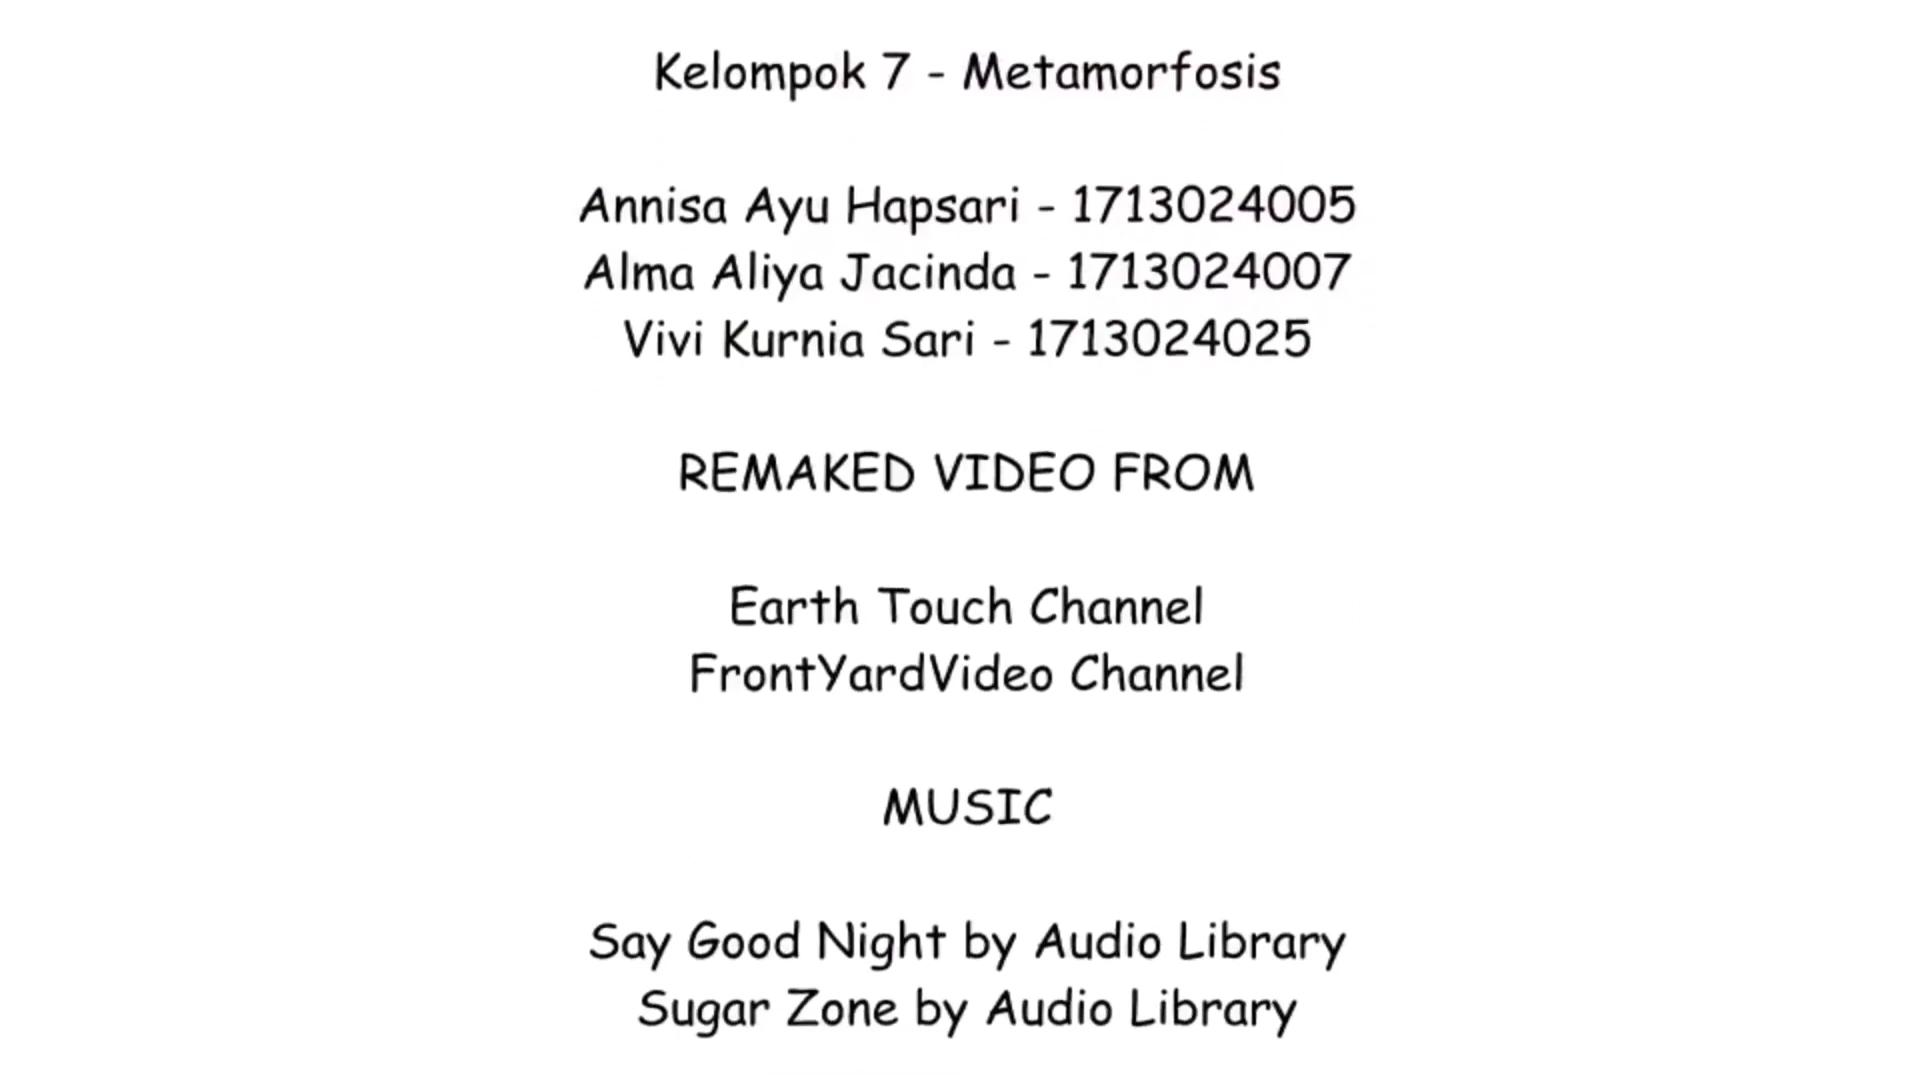 Kelompok 7 - Metamorfosis
Annisa Ayu Hapsari - 1713024005
Alma Aliya Jacinda - 1713024007
Vivi Kurnia Sari - 1713024025
REMAKED VIDEO FROM
Earth Touch Channel
FrontYardVideo Channel
MUSIC
Say Good Night by Audio Library
Sugar Zone by Audio Library